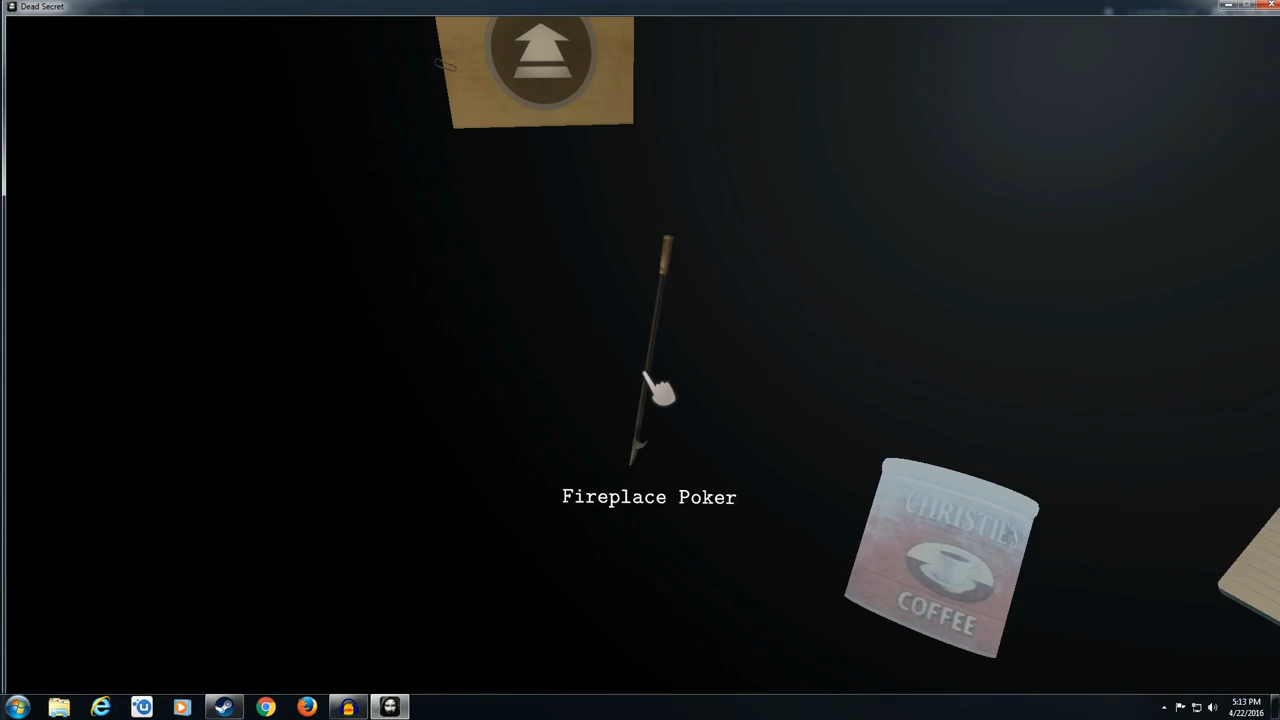 Dead Secret
Fireplace Poker
CHRISTIE'S
COFFEE
5:13 PM
4/22/2016